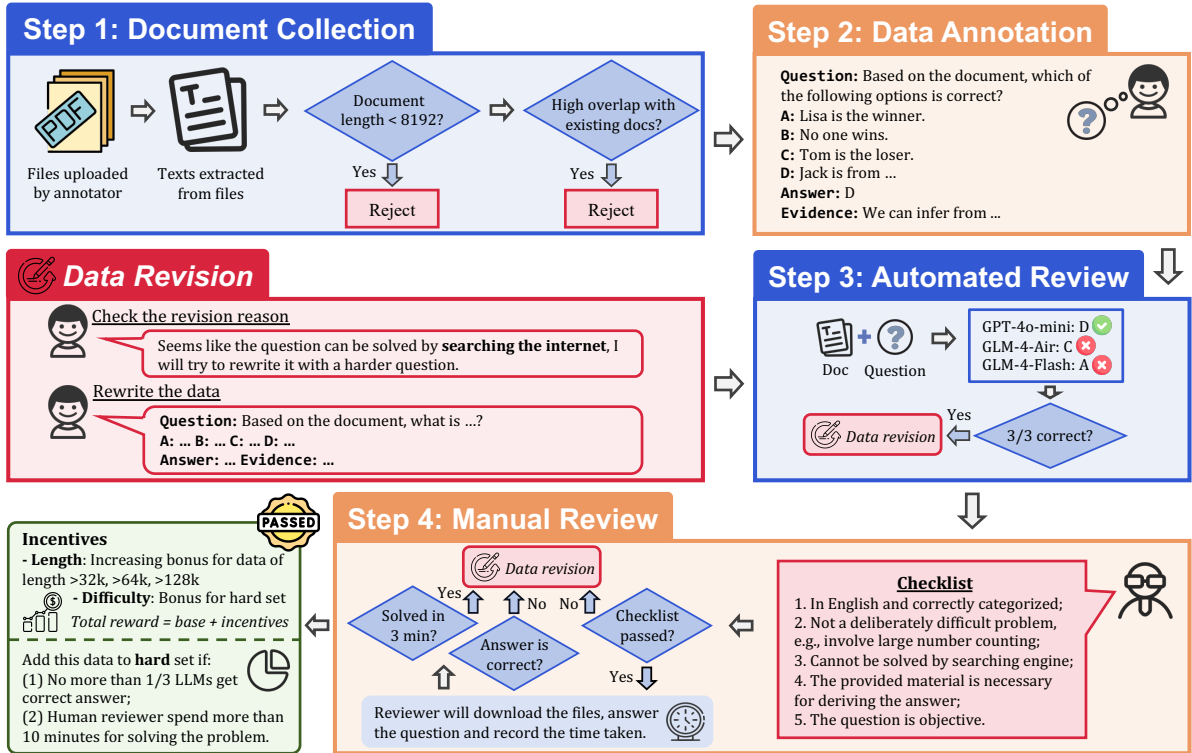 Step 1: Document Collection
PDF
Files uploaded
by annotator
T
Texts extracted
from files
Document
length < 8192?
Yes
Reject
High overlap with
existing docs?
Yes
Reject
Step 2: Data Annotation
Question: Based on the document, which of
the following options is correct?
A: Lisa is the winner.
B: No one wins.
C: Tom is the loser.
D: Jack is from ...
Answer: D
Evidence: We can infer from ...
?
Data Revision
Check the revision reason
Seems like the question can be solved by searching the internet, I
will try to rewrite it with a harder question.
Rewrite the data
Question: Based on the document, what is ...?
A: ... B: ... C: ... D: ...
Answer: ... Evidence: ...
Step 3: Automated Review
T
+
?
Doc
Question
GPT-4o-mini: D
GLM-4-Air: C
GLM-4-Flash: A
3/3 correct?
Yes
Data revision
Step 4: Manual Review
Checklist
1. In English and correctly categorized;
2. Not a deliberately difficult problem,
e.g., involve large number counting;
3. Cannot be solved by searching engine;
4. The provided material is necessary
for deriving the answer;
5. The question is objective.
Data revision
Yes
No
No
Solved in
3 min?
Answer is
correct?
Checklist
passed?
Yes
Reviewer will download the files, answer
the question and record the time taken.
PASSED
Incentives
- Length: Increasing bonus for data of
length >32k, >64k, >128k
$
- Difficulty: Bonus for hard set
Total reward = base + incentives
Add this data to hard set if:
(1) No more than 1/3 LLMs get
correct answer;
(2) Human reviewer spend more than
10 minutes for solving the problem.